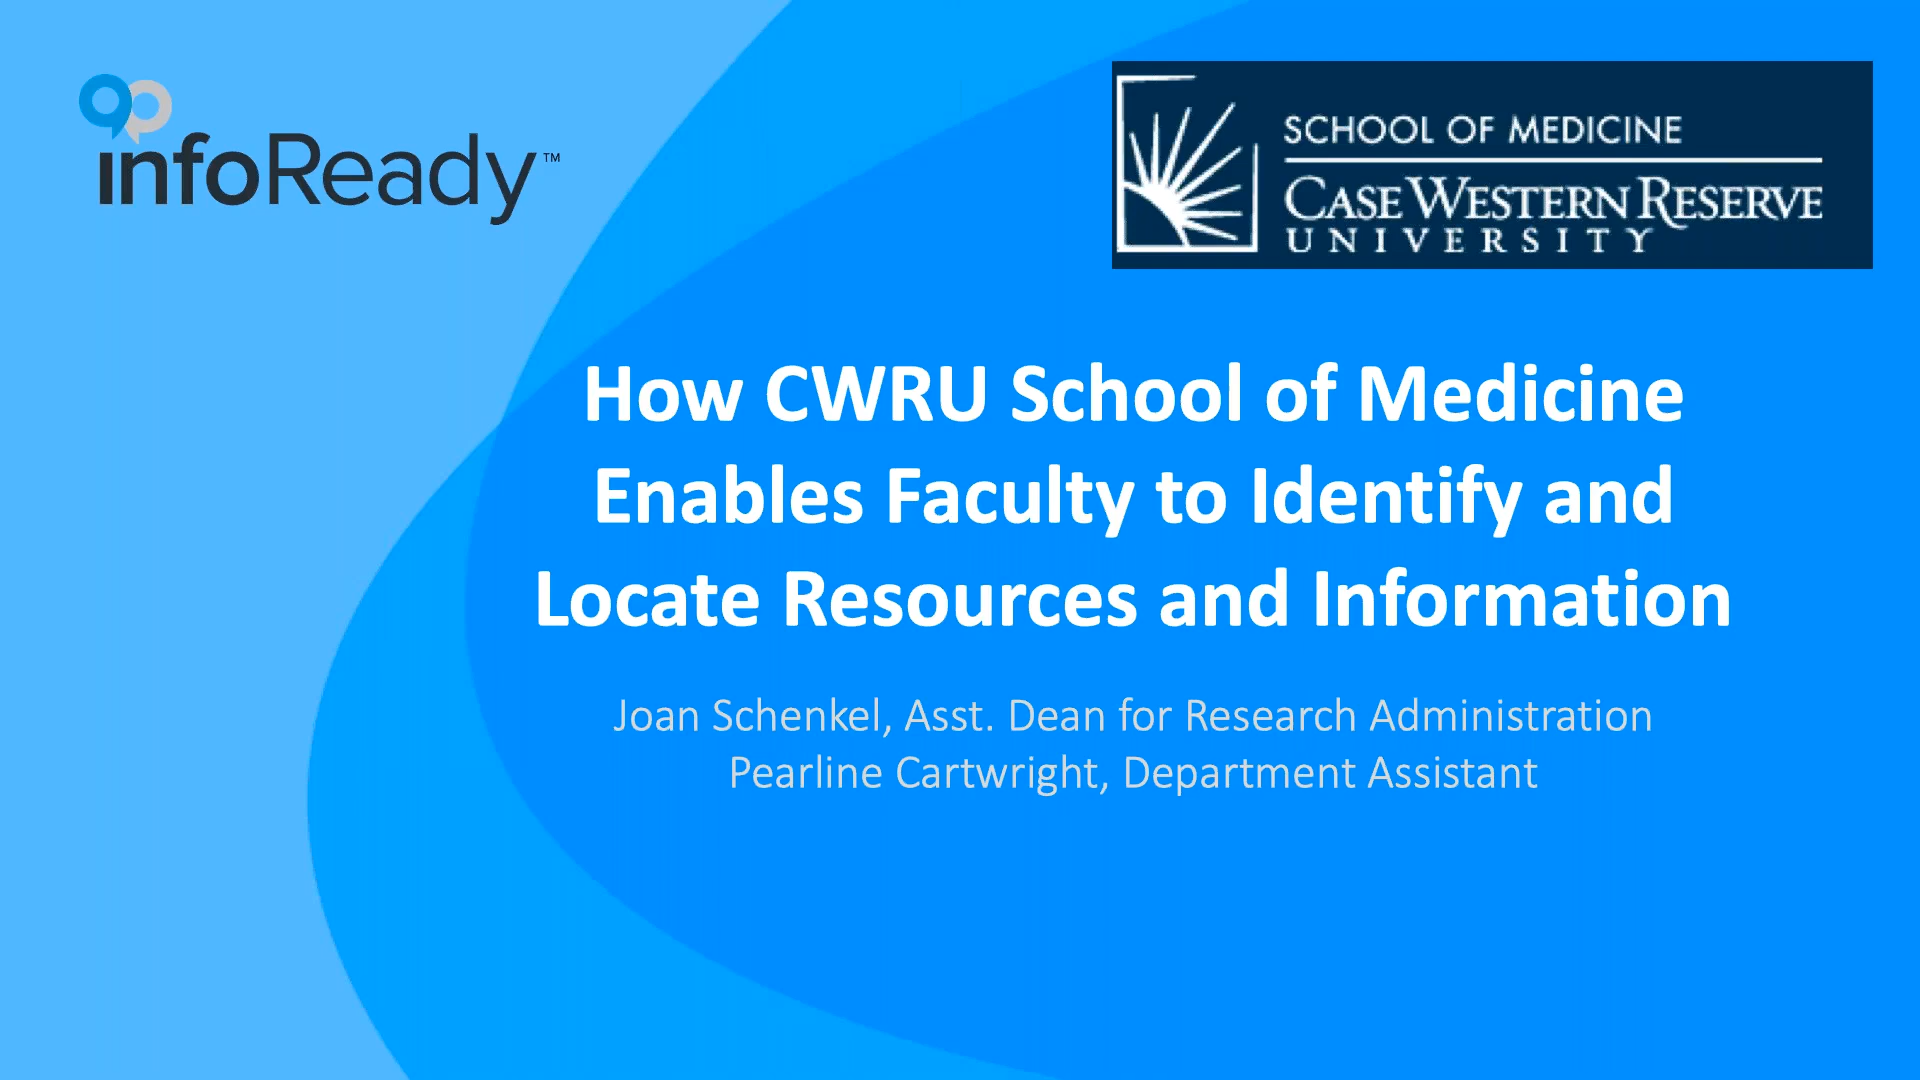 infoReady™
SCHOOL OF MEDICINE
CASE WESTERN RESERVE
UNIVERSITY
How CWRU School of Medicine
Enables Faculty to Identify and
Locate Resources and Information
Joan Schenkel, Asst. Dean for Research Administration
Pearline Cartwright, Department Assistant